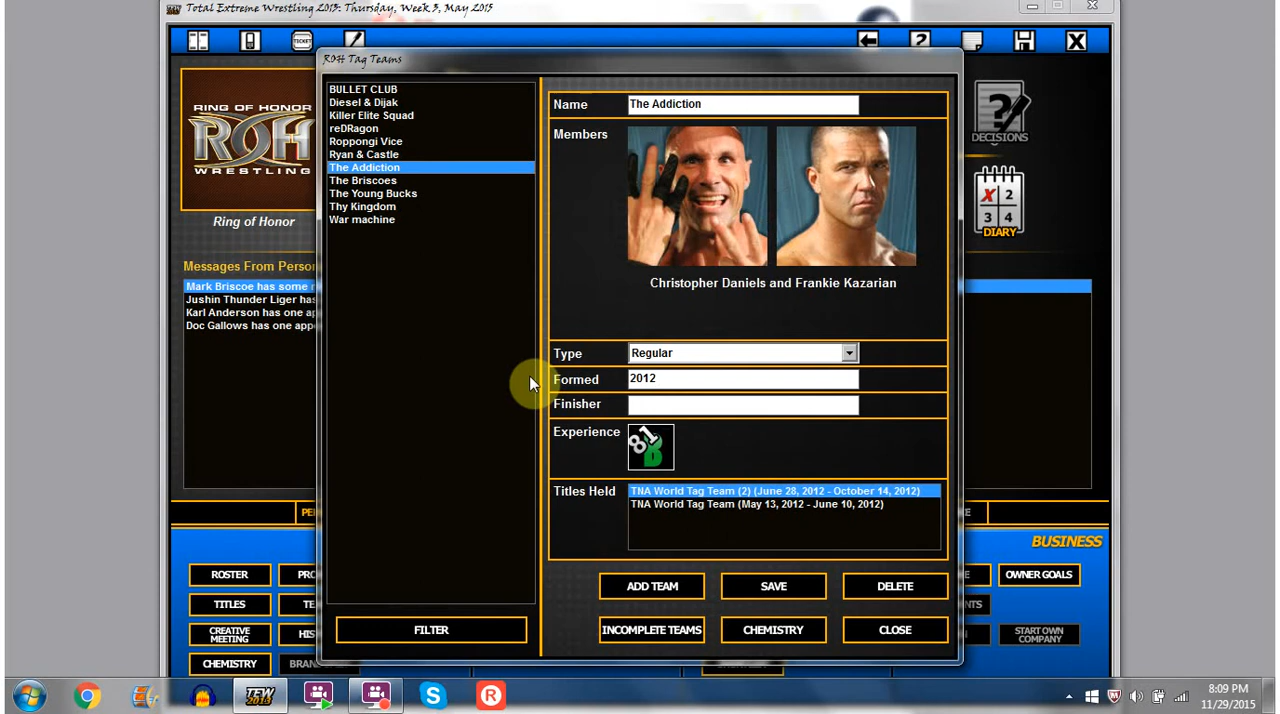 Total Extreme Wrestling 2013: Thursday, Week 3, May 2015
TICKET
ROH Tag Teams
RING OF HONOR
ROH
WRESTLING
Ring of Honor
Messages From Person
Mark Briscoe has some
Jushin Thunder Liger has
Karl Anderson has one ap
Doc Gallows has one appe
BULLET CLUB
Diesel & Dijak
Killer Elite Squad
reDRagon
Roppongi Vice
Ryan & Castle
The Addiction
The Briscoes
The Young Bucks
Thy Kingdom
War machine
FILTER
Name
The Addiction
Members
Christopher Daniels and Frankie Kazarian
Type
Regular
Formed
2012
Finisher
Experience
81
B
Titles Held
TNA World Tag Team (2) (June 28, 2012 - October 14, 2012)
TNA World Tag Team (May 13, 2012 - June 10, 2012)
ADD TEAM
SAVE
DELETE
INCOMPLETE TEAMS
CHEMISTRY
CLOSE
DECISIONS
X 2
3 4
DIARY
BUSINESS
ROSTER
TITLES
CREATIVE MEETING
CHEMISTRY
OWNER GOALS
START OWN COMPANY
TEW
2013
8:09 PM
11/29/2015